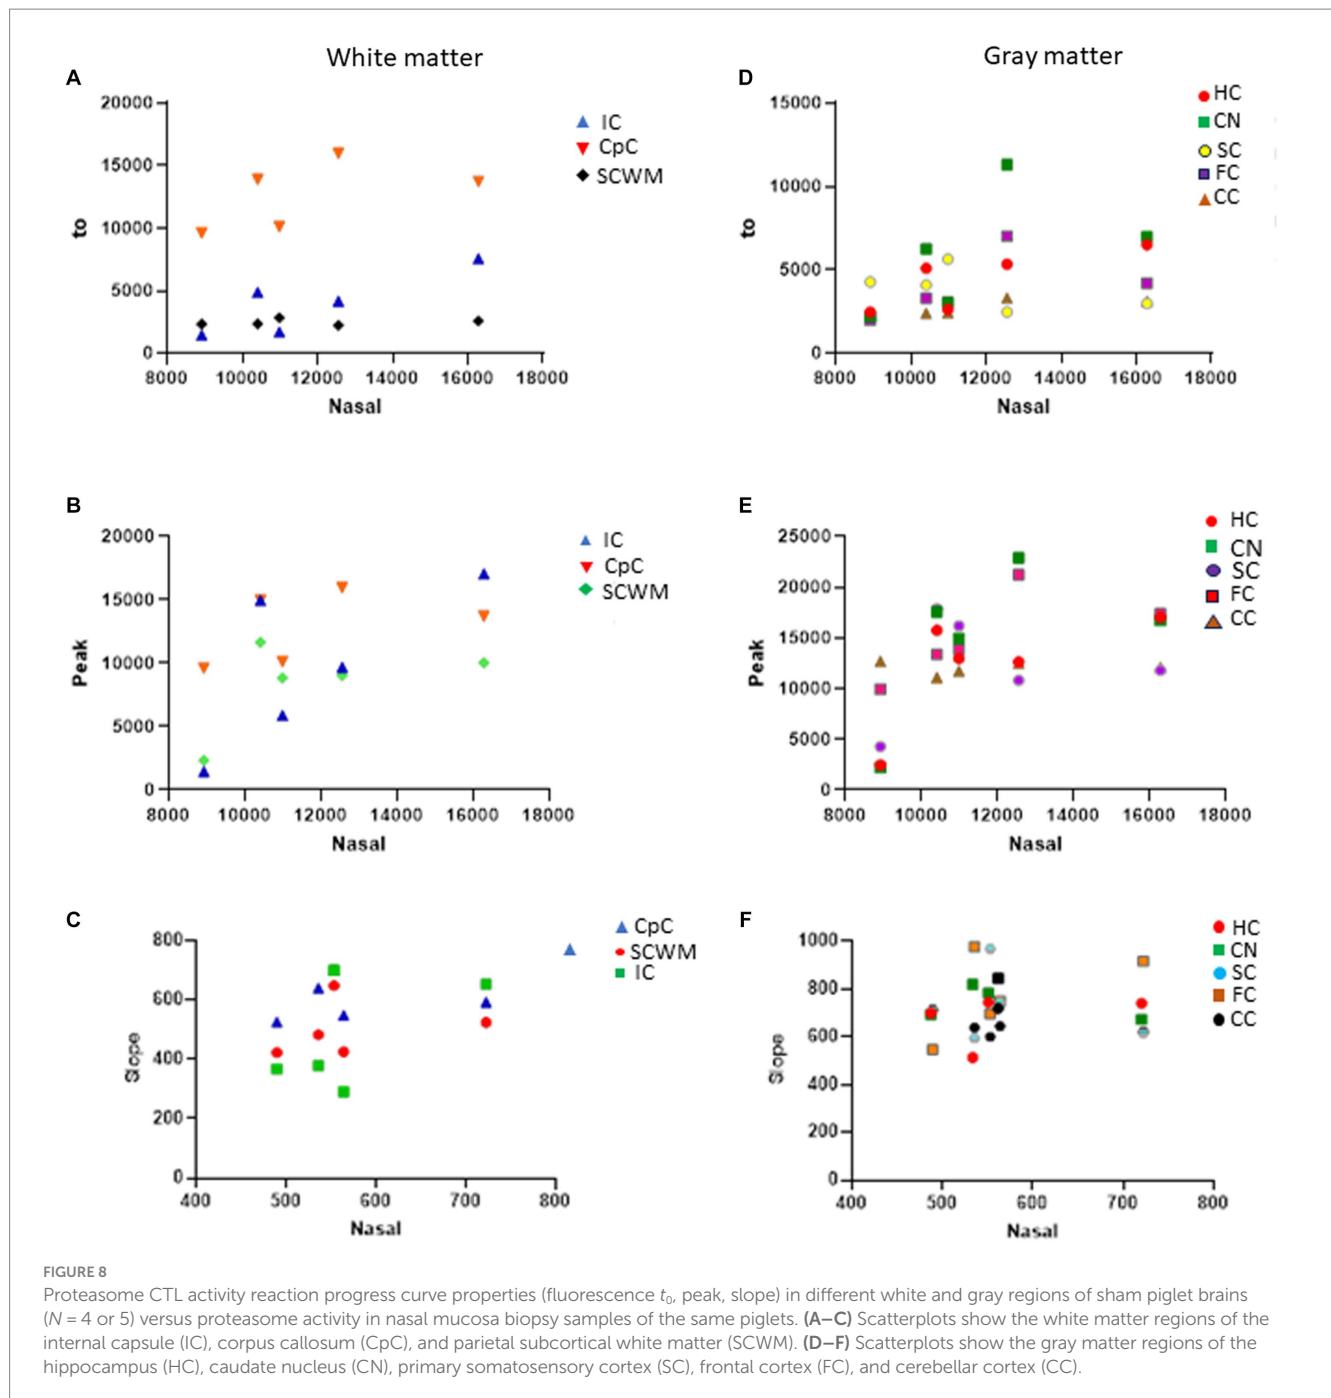 White matter
Gray matter
A
20000
15000
10000
5000
0
to
8000 10000 12000 14000 16000 18000
Nasal
IC
CpC
SCWM
D
15000
10000
5000
0
to
8000 10000 12000 14000 16000 18000
Nasal
HC
CN
SC
FC
CC
B
20000
15000
10000
5000
0
Peak
8000 10000 12000 14000 16000 18000
Nasal
IC
CpC
SCWM
E
25000
20000
15000
10000
5000
0
Peak
8000 10000 12000 14000 16000 18000
Nasal
HC
CN
SC
FC
CC
C
800
600
400
200
0
Slope
400 500 600 700 800
Nasal
CpC
SCWM
IC
F
1000
800
600
400
200
0
Slope
400 500 600 700 800
Nasal
HC
CN
SC
FC
CC
FIGURE 8
Proteasome CTL activity reaction progress curve properties (fluorescence t₀, peak, slope) in different white and gray regions of sham piglet brains
(N = 4 or 5) versus proteasome activity in nasal mucosa biopsy samples of the same piglets. (A–C) Scatterplots show the white matter regions of the
internal capsule (IC), corpus callosum (CpC), and parietal subcortical white matter (SCWM). (D–F) Scatterplots show the gray matter regions of the
hippocampus (HC), caudate nucleus (CN), primary somatosensory cortex (SC), frontal cortex (FC), and cerebellar cortex (CC).